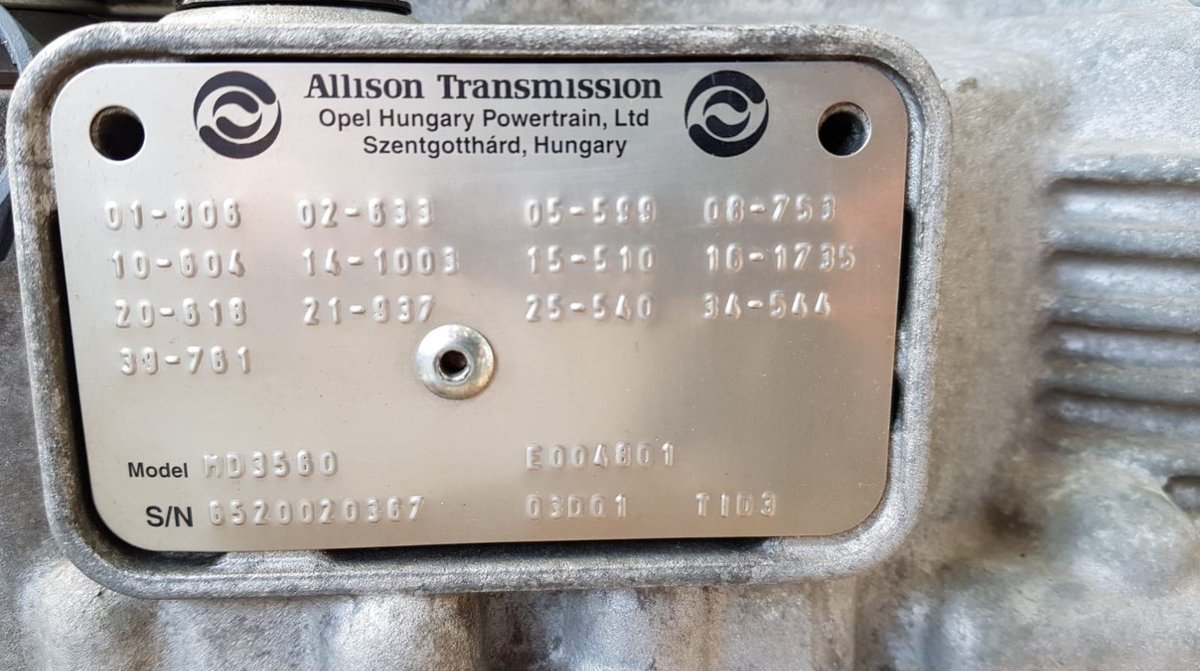 Allison Transmission
Opel Hungary Powertrain, Ltd
Szentgotthárd, Hungary
01-806 02-633 05-599 08-753
10-604 14-1003 15-510 16-1735
20-618 21-937 25-540 34-544
39-761
Model MD3560 E004801
S/N 6520020367 03D01 TID3